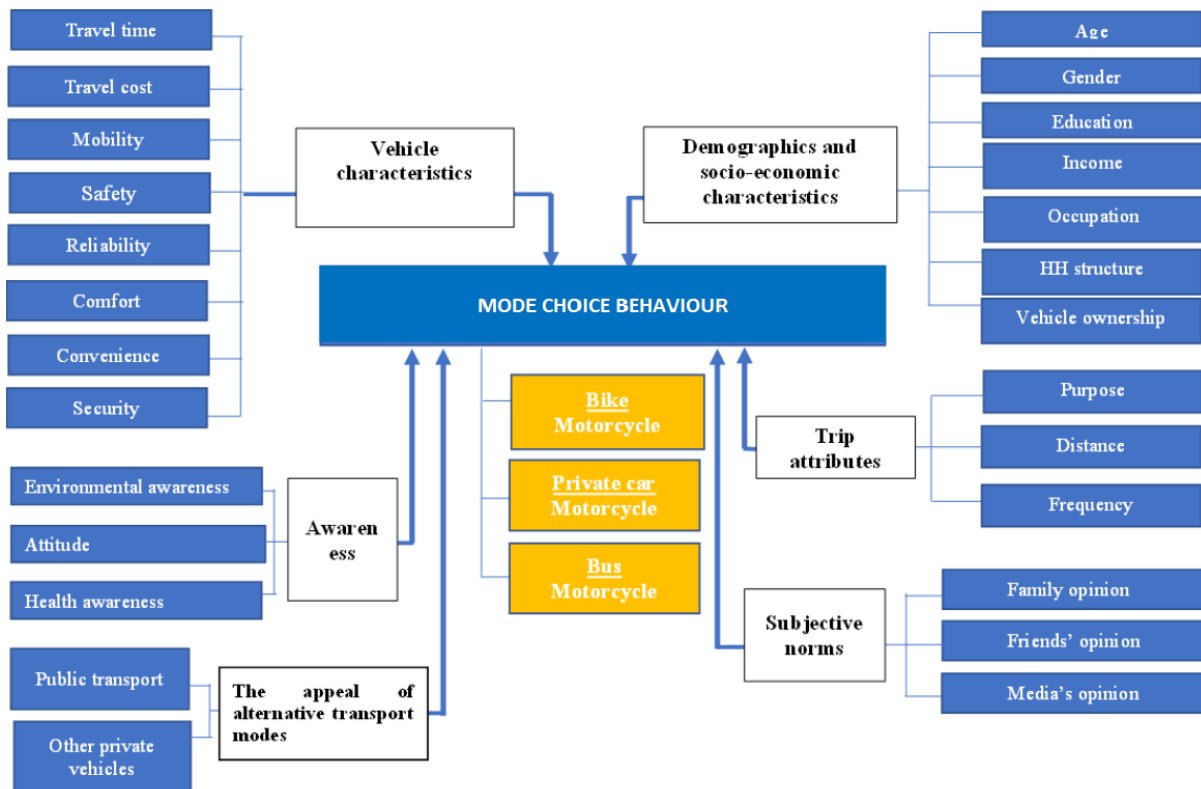 Travel time
Travel cost
Mobility
Safety
Reliability
Comfort
Convenience
Security
Vehicle
characteristics
Demographics and
socio-economic
characteristics
Age
Gender
Education
Income
Occupation
HH structure
Vehicle ownership
MODE CHOICE BEHAVIOUR
Bike
Motorcycle
Private car
Motorcycle
Bus
Motorcycle
Trip
attributes
Purpose
Distance
Frequency
Environmental awareness
Attitude
Health awareness
Awaren
ess
Subjective
norms
Family opinion
Friends’ opinion
Media’s opinion
Public transport
Other private
vehicles
The appeal of
alternative transport
modes